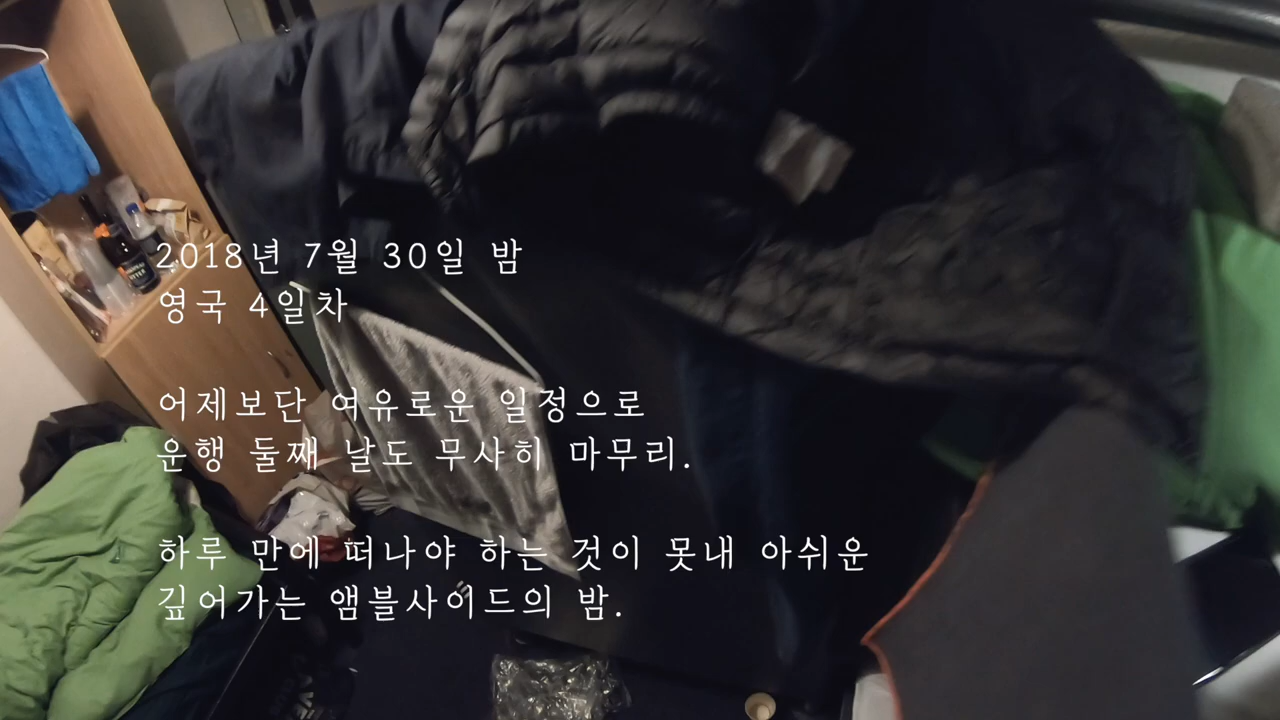 2018년 7월 30일 밤
영국 4일차
어제보단 여유로운 일정으로
운행 둘째 날도 무사히 마무리.
하루 만에 떠나야 하는 것이 못내 아쉬운
깊어가는 앰블사이드의 밤.